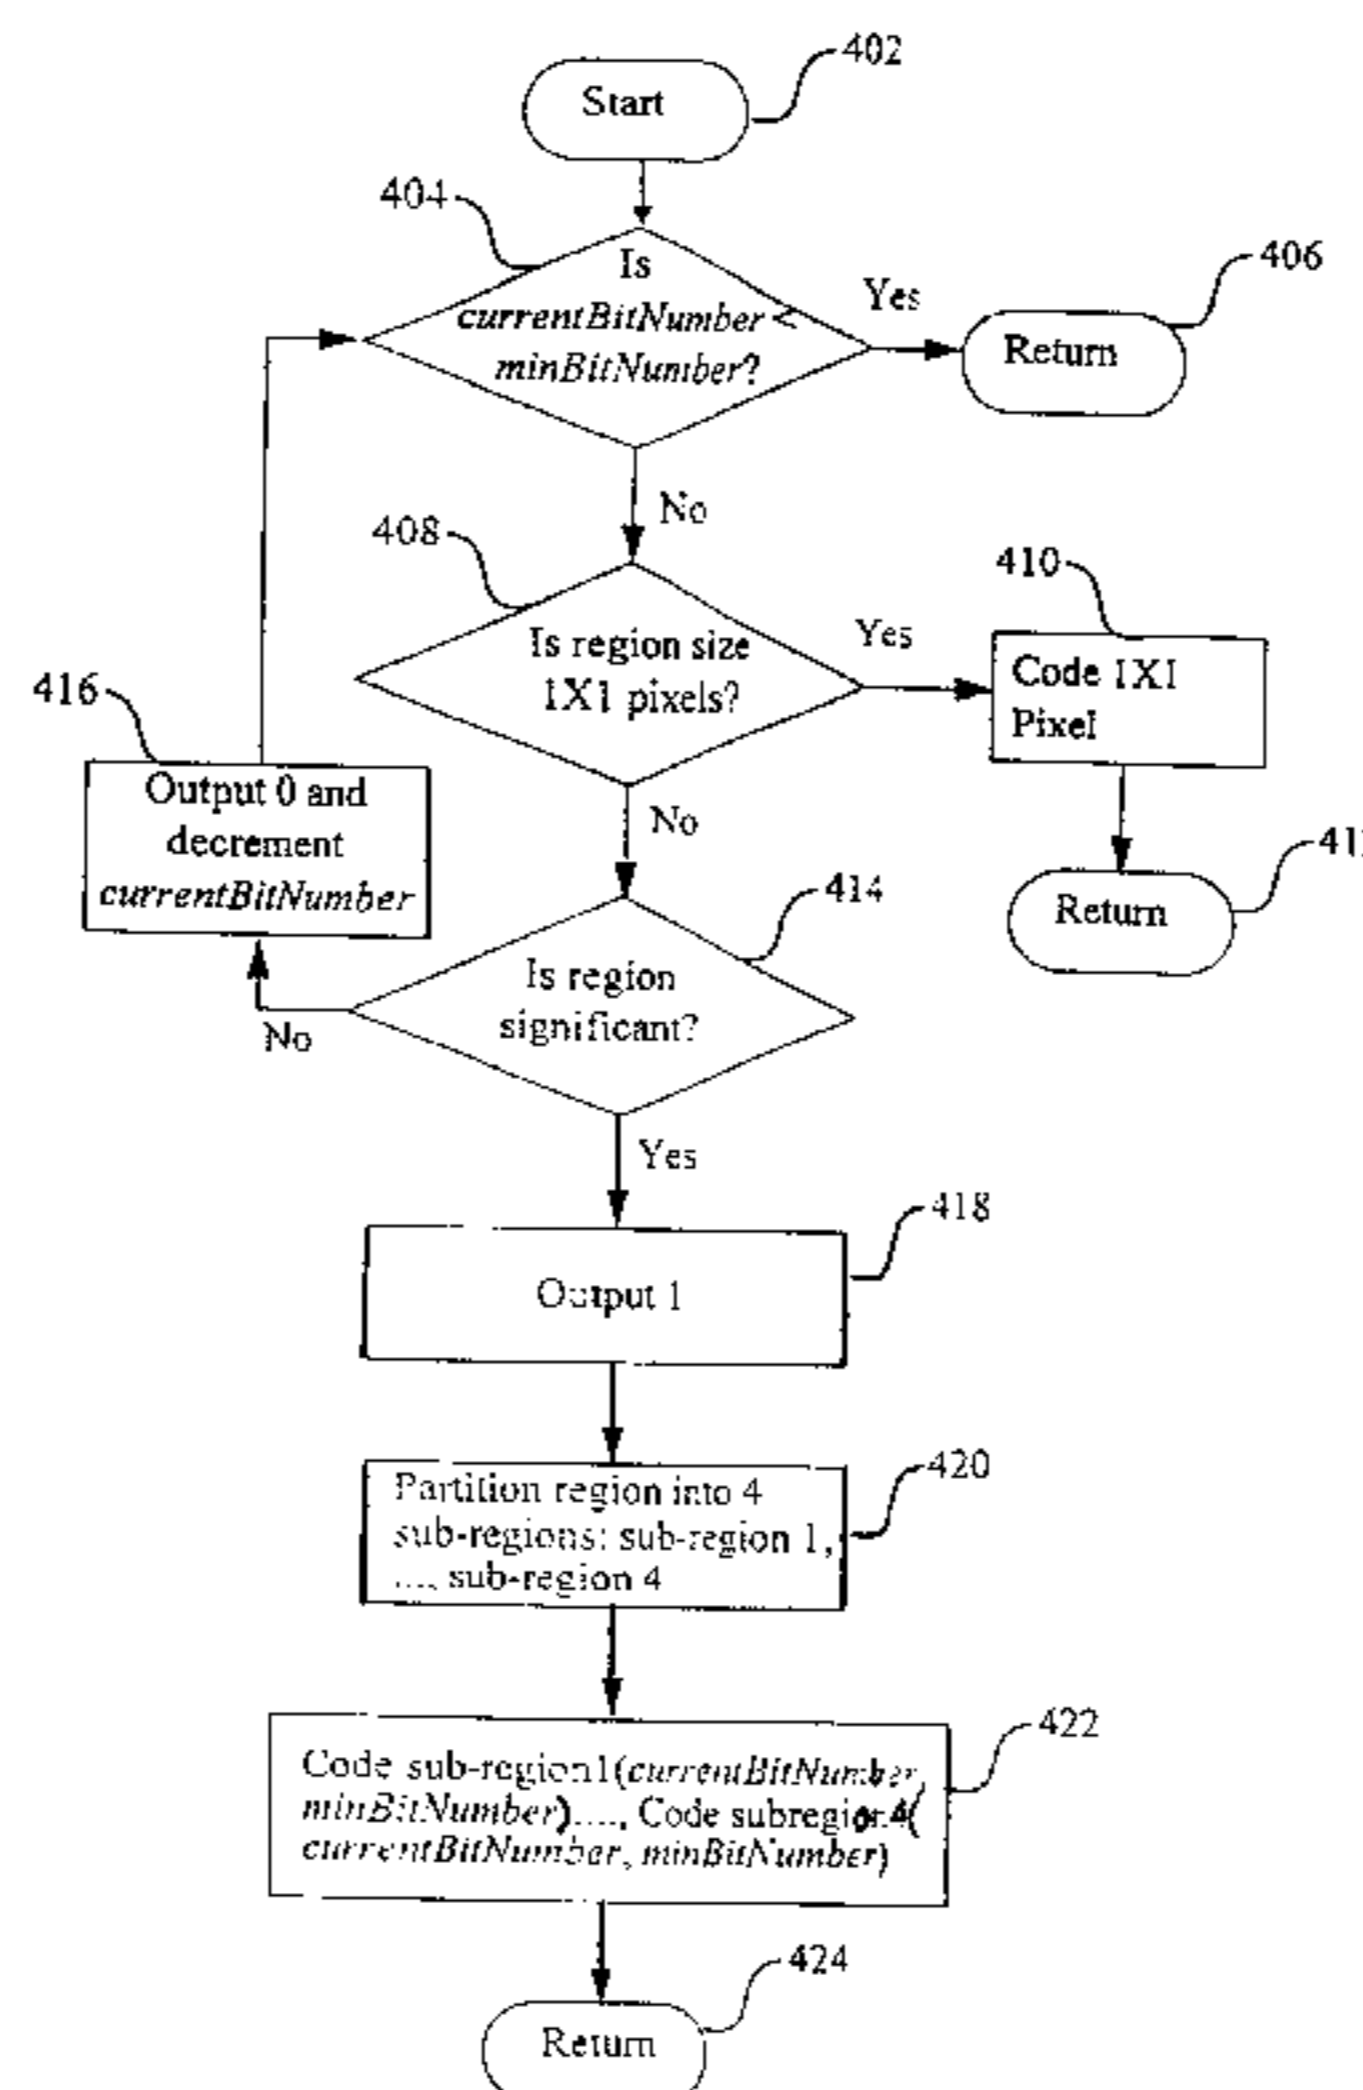 402
Start
404
Is
currentBitNumber <
minBitNumber?
Yes
406
Return
No
408
Is region size
1X1 pixels?
Yes
410
Code 1X1
Pixel
416
Output 0 and
decrement
currentBitNumber
No
Return
414
Is region
significant?
No
Yes
418
Output 1
420
Partition region into 4
sub-regions: sub-region 1,
..., sub-region 4
422
Code sub-region1(currentBitNumber,
minBitNumber)...., Code subregion4(
currentBitNumber, minBitNumber)
424
Return